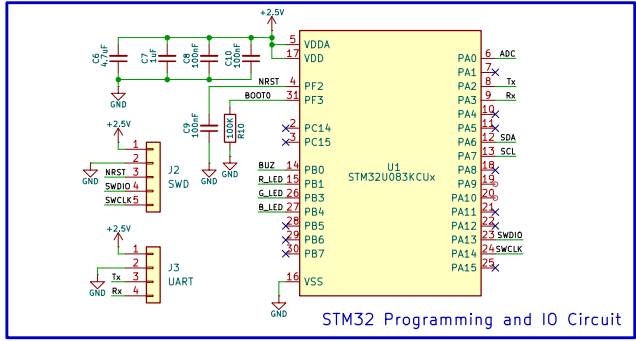 +2.5V
C6
4.7uF
C7
1uF
C8
100nF
C10
100nF
GND
NRST
BOOT0
C9
100nF
100K
R10
GND
GND
5 VDDA
17 VDD
4 PF2
31 PF3
2 PC14
3 PC15
BUZ 14 PB0
R_LED 15 PB1
G_LED 26 PB3
B_LED 27 PB4
28 PB5
29 PB6
30 PB7
16 VSS
GND
U1
STM32U083KCUx
PA0 6 ADC
PA1 7
PA2 8 Tx
PA3 9 Rx
PA4 10
PA5 11
PA6 12 SDA
PA7 13 SCL
PA8 18
PA9 19
PA10 20
PA11 21
PA12 22
PA13 23 SWDIO
PA14 24 SWCLK
PA15 25
+2.5V
1
2
NRST 3
SWDIO 4
SWCLK 5
GND
J2
SWD
+2.5V
1
2
Tx 3
Rx 4
GND
J3
UART
STM32 Programming and IO Circuit